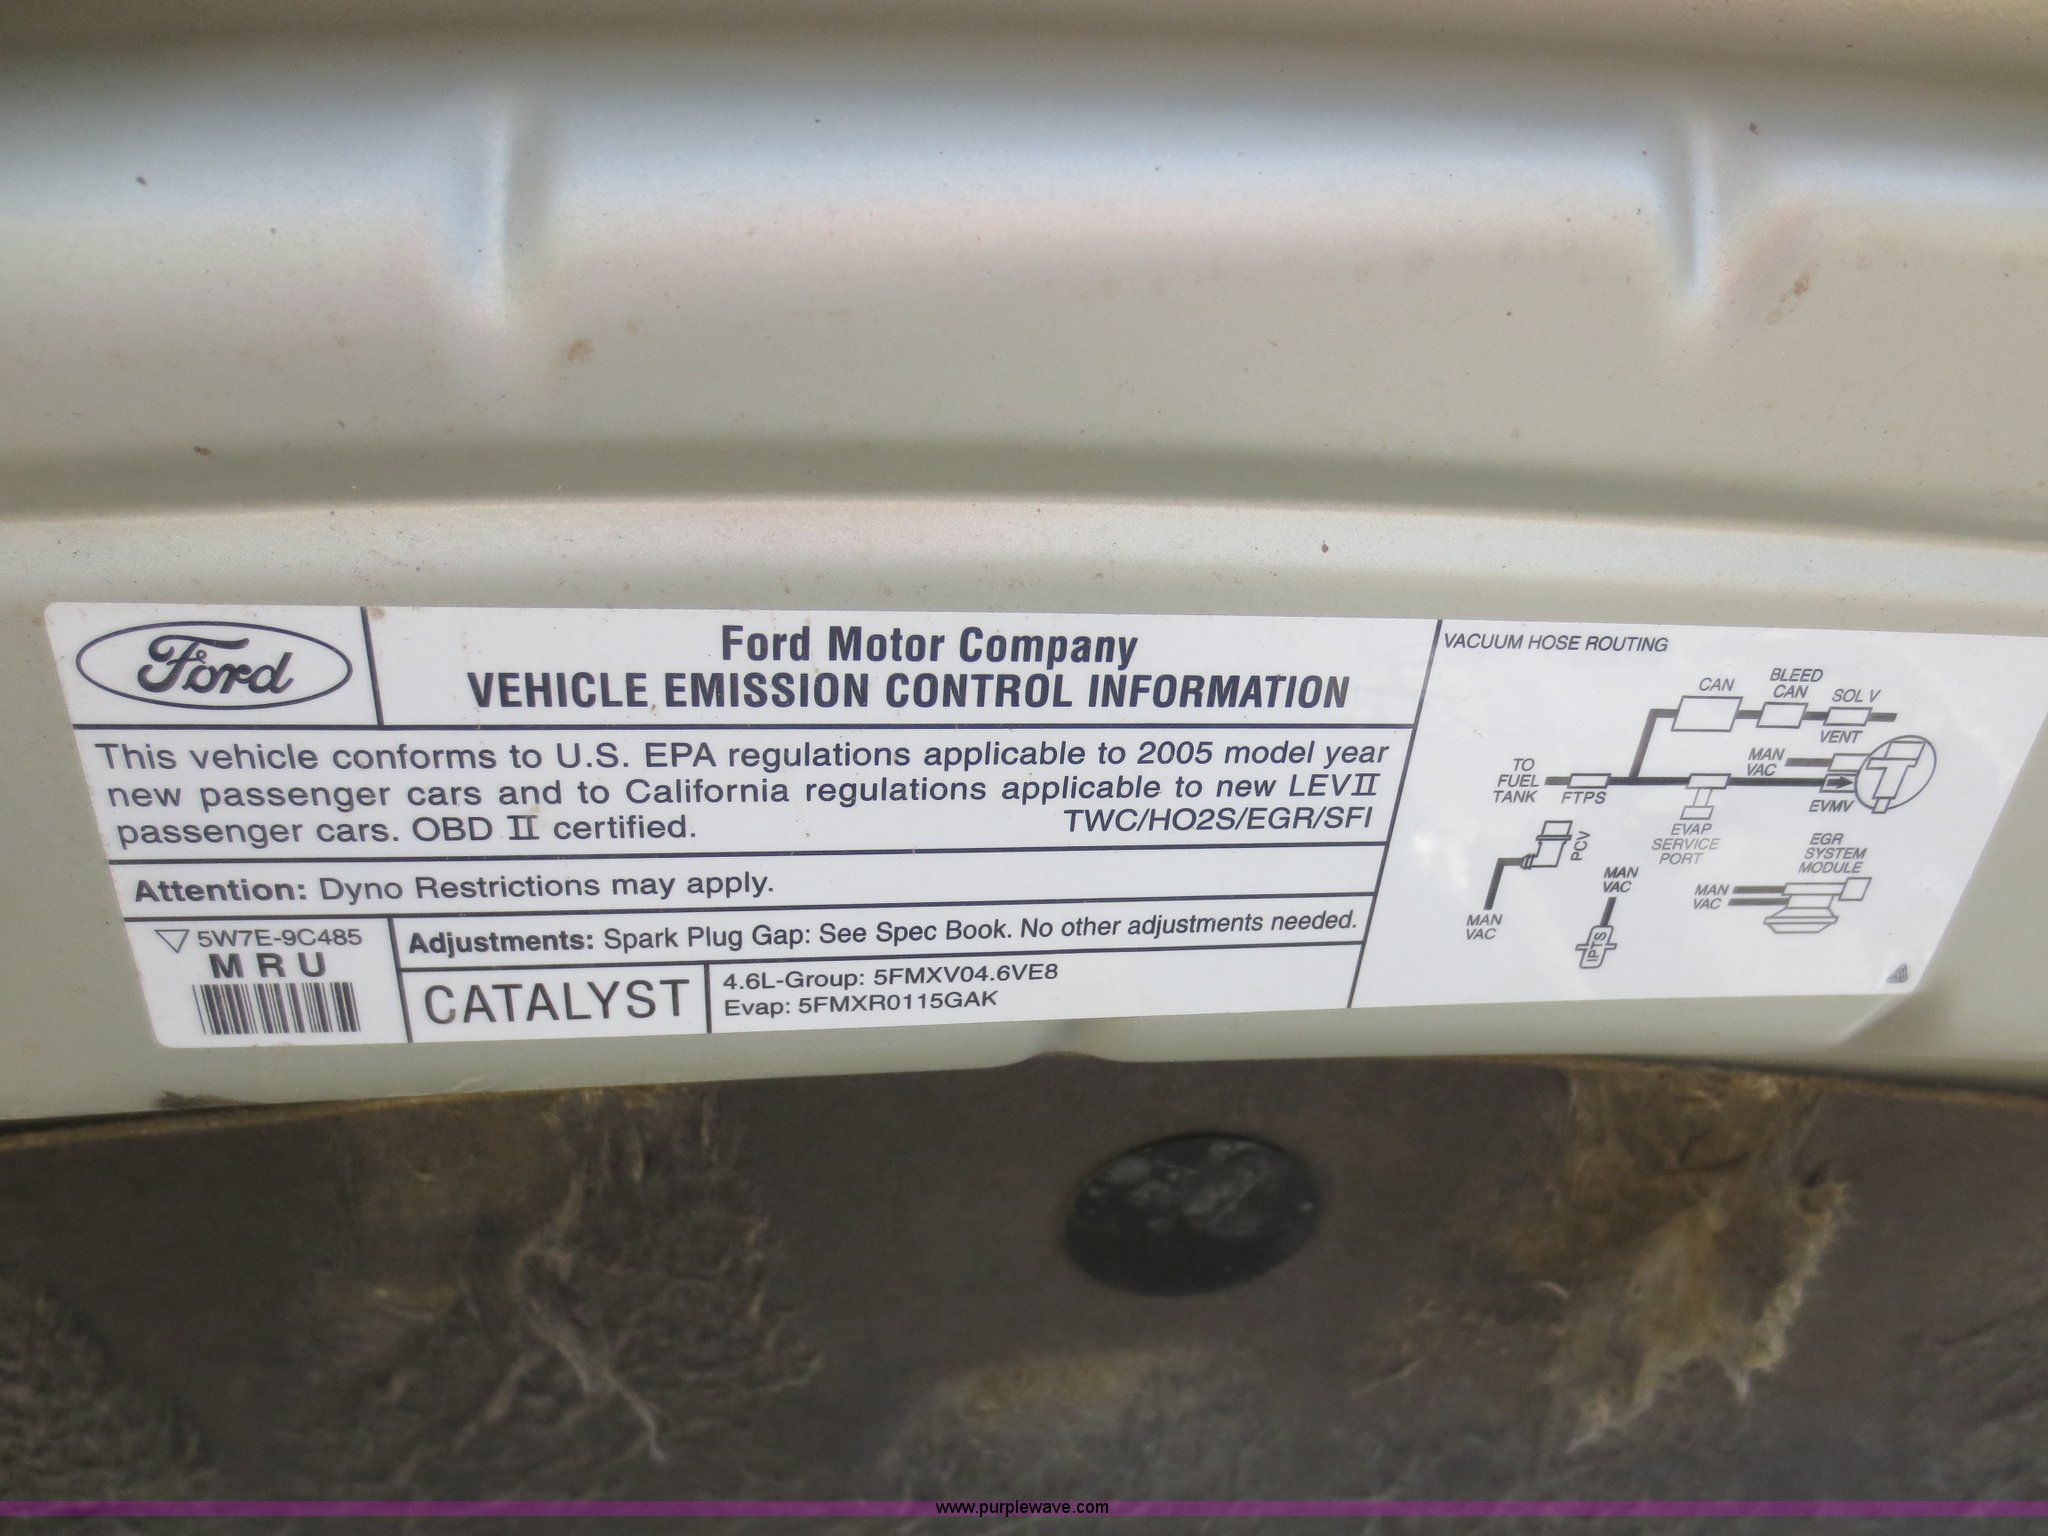 Ford
Ford Motor Company
VEHICLE EMISSION CONTROL INFORMATION
This vehicle conforms to U.S. EPA regulations applicable to 2005 model year
new passenger cars and to California regulations applicable to new LEVII
passenger cars. OBD II certified.
TWC/HO2S/EGR/SFI
Attention: Dyno Restrictions may apply.
5W7E-9C485
MRU
Adjustments: Spark Plug Gap: See Spec Book. No other adjustments needed.
CATALYST
4.6L-Group: 5FMXV04.6VE8
Evap: 5FMXR0115GAK
VACUUM HOSE ROUTING
CAN
BLEED
CAN
SOL V
VENT
MAN
VAC
TO
FUEL
TANK
FTPS
EVMV
EVAP
SERVICE
PORT
PCV
MAN
VAC
MAN
VAC
IPTS
EGR
SYSTEM
MODULE
MAN
VAC
www.purplewave.com